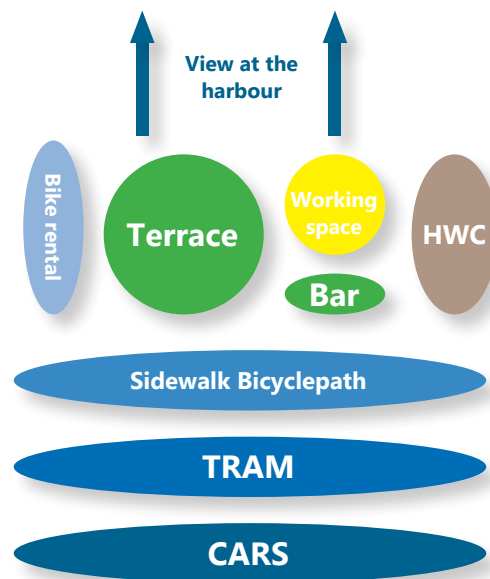 View at the
harbour
Bike rental
Terrace
Working
space
HWC
Bar
Sidewalk Bicyclepath
TRAM
CARS